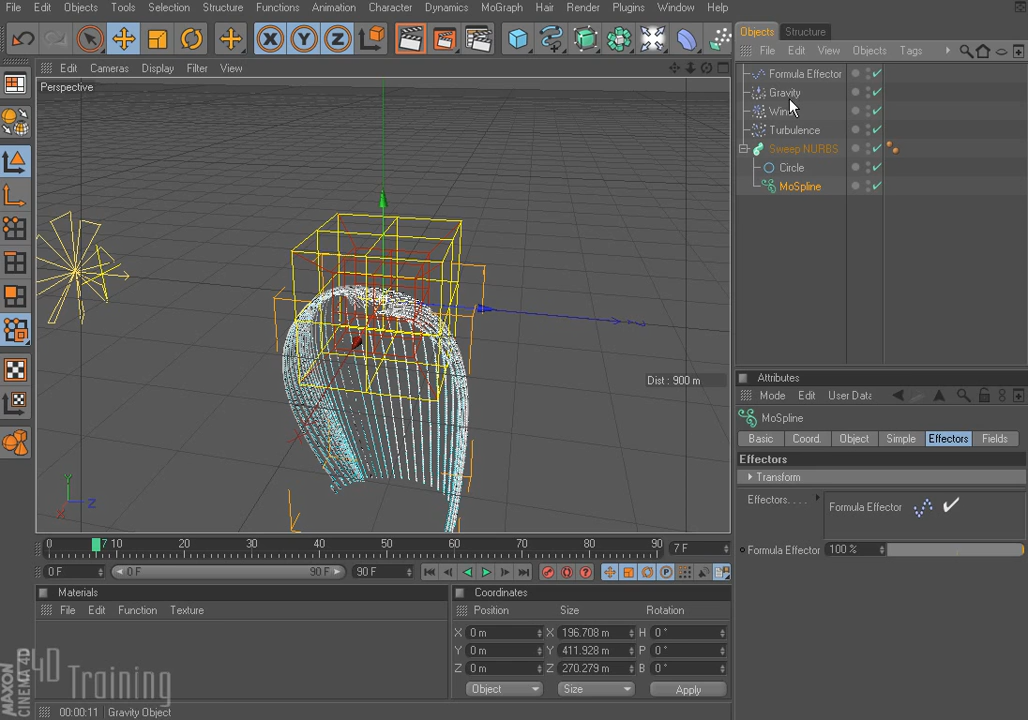 File Edit Objects Tools Selection Structure Functions Animation Character Dynamics MoGraph Hair Render Plugins Window Help
Objects Structure
File Edit View Objects Tags
Edit Cameras Display Filter View
Perspective
Formula Effector
Gravity
Wind
Turbulence
Sweep NURBS
Circle
MoSpline
Dist : 900 m
Y
Z
X
Attributes
Mode Edit User Data
MoSpline
Basic Coord. Object Simple Effectors Fields
Effectors
Transform
Effectors. . . . Formula Effector
Formula Effector 100 %
0 7 10 20 30 40 50 60 70 80 90 7 F
0 F 0 F 90 F 90 F
Materials
File Edit Function Texture
Coordinates
Position Size Rotation
X 0 m X 196.708 m H 0 °
Y 0 m Y 411.928 m P 0 °
Z 0 m Z 270.279 m B 0 °
Object Size Apply
MAXON
CINEMA 4D
4D Training
00:00:11 Gravity Object